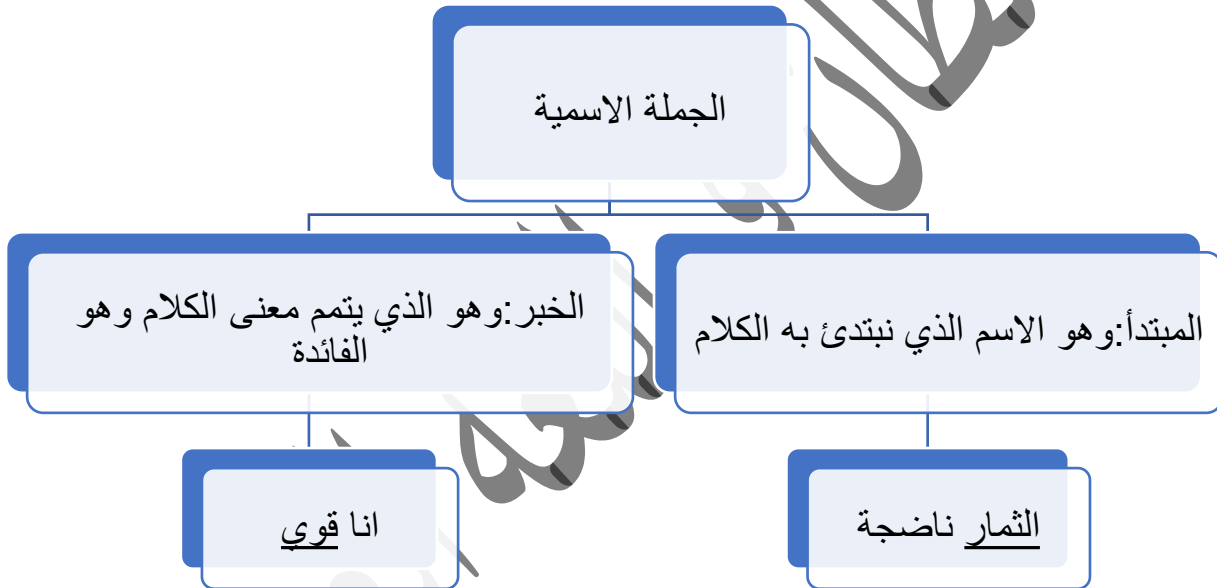 الجملة الاسمية
المبتدأ:وهو الاسم الذي نبتدئ به الكلام
الخبر:وهو الذي يتمم معنى الكلام وهو
الفائدة
الثمار ناضجة
انا قوي